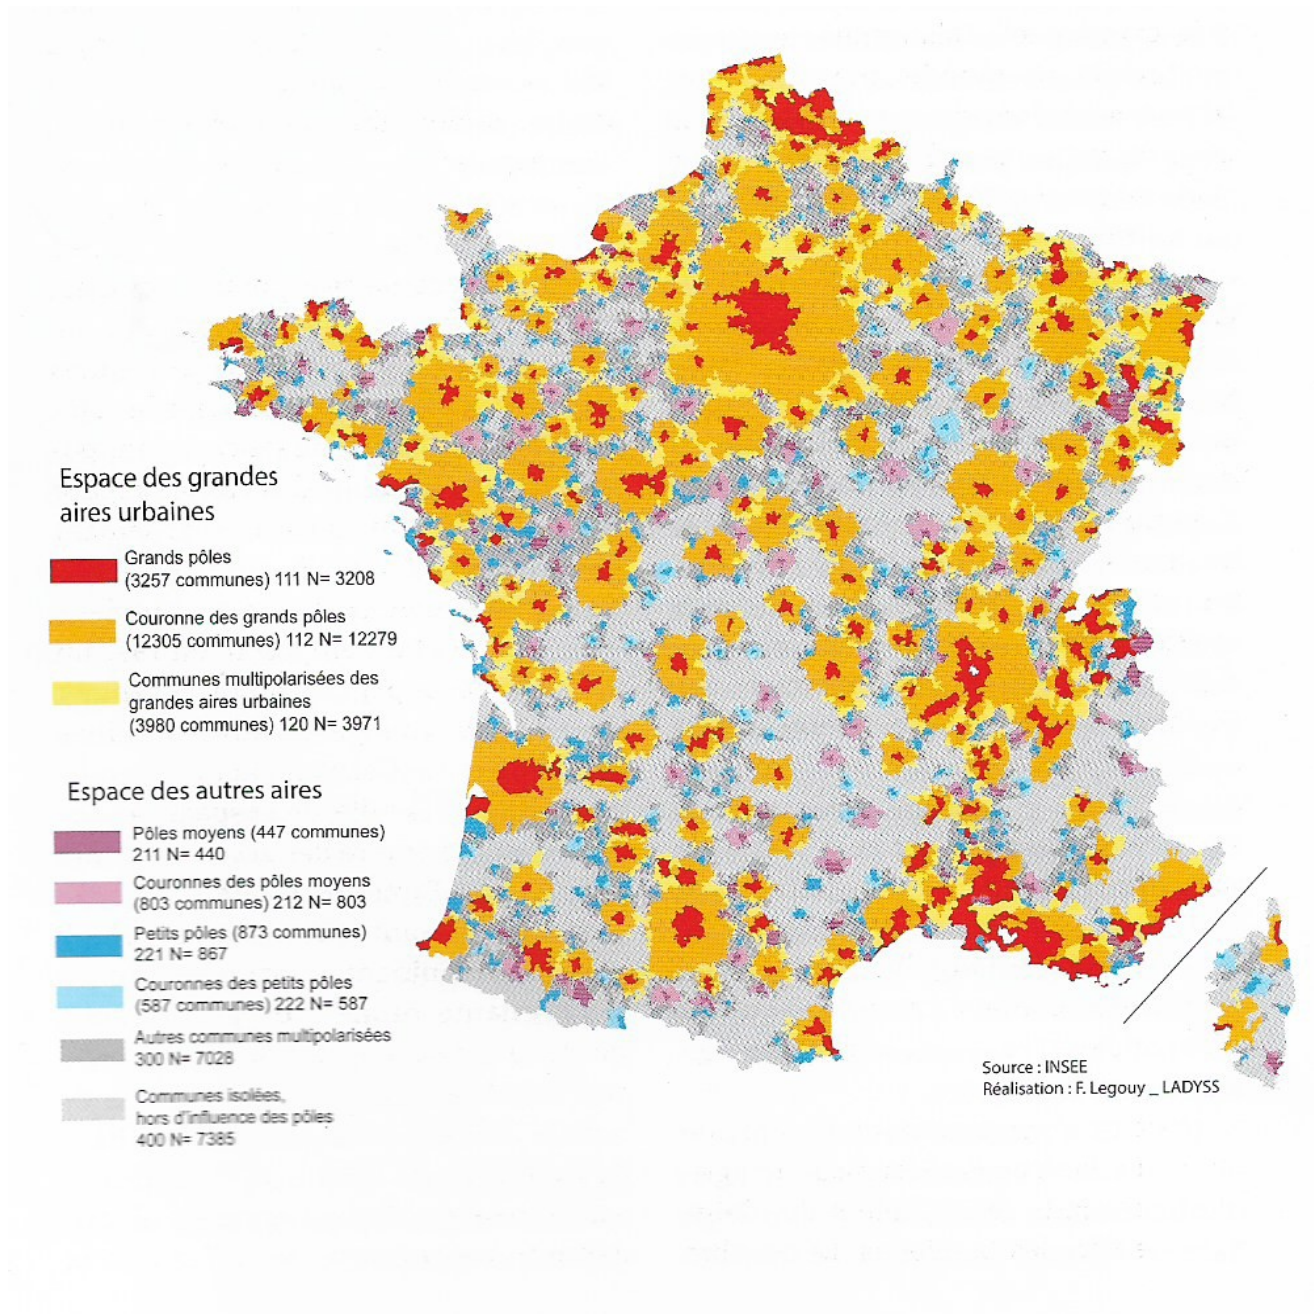 Espace des grandes
aires urbaines
Grands pôles
(3257 communes) 111 N= 3208
Couronne des grands pôles
(12305 communes) 112 N= 12279
Communes multipolarisées des
grandes aires urbaines
(3980 communes) 120 N= 3971
Espace des autres aires
Pôles moyens (447 communes)
211 N= 440
Couronnes des pôles moyens
(803 communes) 212 N= 803
Petits pôles (873 communes)
221 N= 867
Couronnes des petits pôles
(587 communes) 222 N= 587
Autres communes multipolarisées
300 N= 7028
Communes isolées,
hors d'influence des pôles
400 N= 7385
Source : INSEE
Réalisation : F. Legouy _ LADYSS